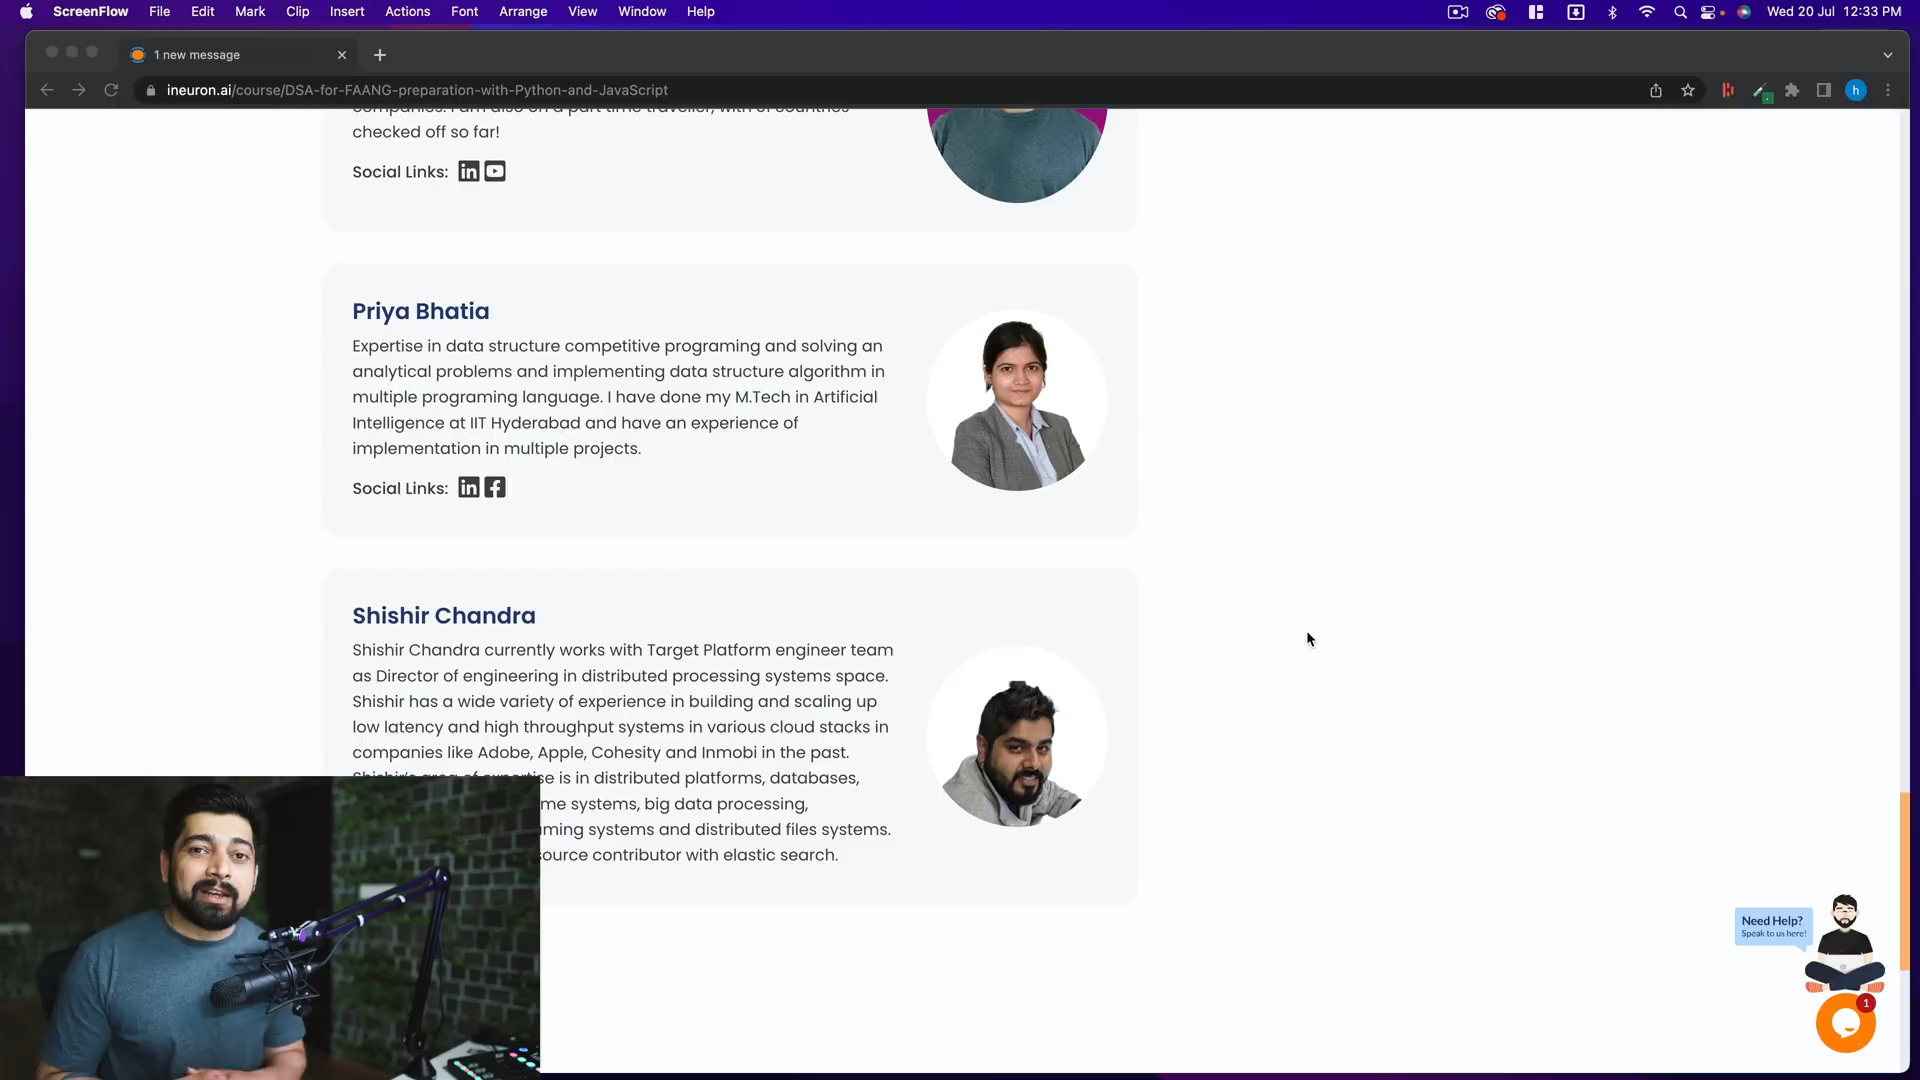 ScreenFlow File Edit Mark Clip Insert Actions Font Arrange View Window Help Wed 20 Jul 12:33 PM
1 new message
ineuron.ai/course/DSA-for-FAANG-preparation-with-Python-and-JavaScript
h
checked off so far!
Social Links:
Priya Bhatia
Expertise in data structure competitive programing and solving an
analytical problems and implementing data structure algorithm in
multiple programing language. I have done my M.Tech in Artificial
Intelligence at IIT Hyderabad and have an experience of
implementation in multiple projects.
Social Links:
Shishir Chandra
Shishir Chandra currently works with Target Platform engineer team
as Director of engineering in distributed processing systems space.
Shishir has a wide variety of experience in building and scaling up
low latency and high throughput systems in various cloud stacks in
companies like Adobe, Apple, Cohesity and Inmobi in the past.
is in distributed platforms, databases,
systems, big data processing,
systems and distributed files systems.
source contributor with elastic search.
Need Help?
Speak to us here!
1